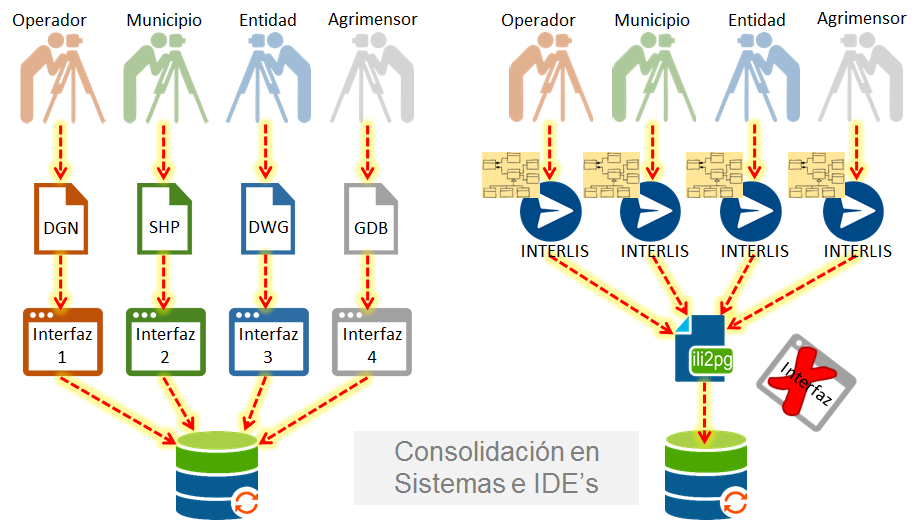 Operador
Municipio
Entidad
Agrimensor
Operador
Municipio
Entidad
Agrimensor
DGN
SHP
DWG
GDB
INTERLIS
INTERLIS
INTERLIS
INTERLIS
Interfaz
1
Interfaz
2
Interfaz
3
Interfaz
4
ili2pg
Interfaz
Consolidación en
Sistemas e IDE's